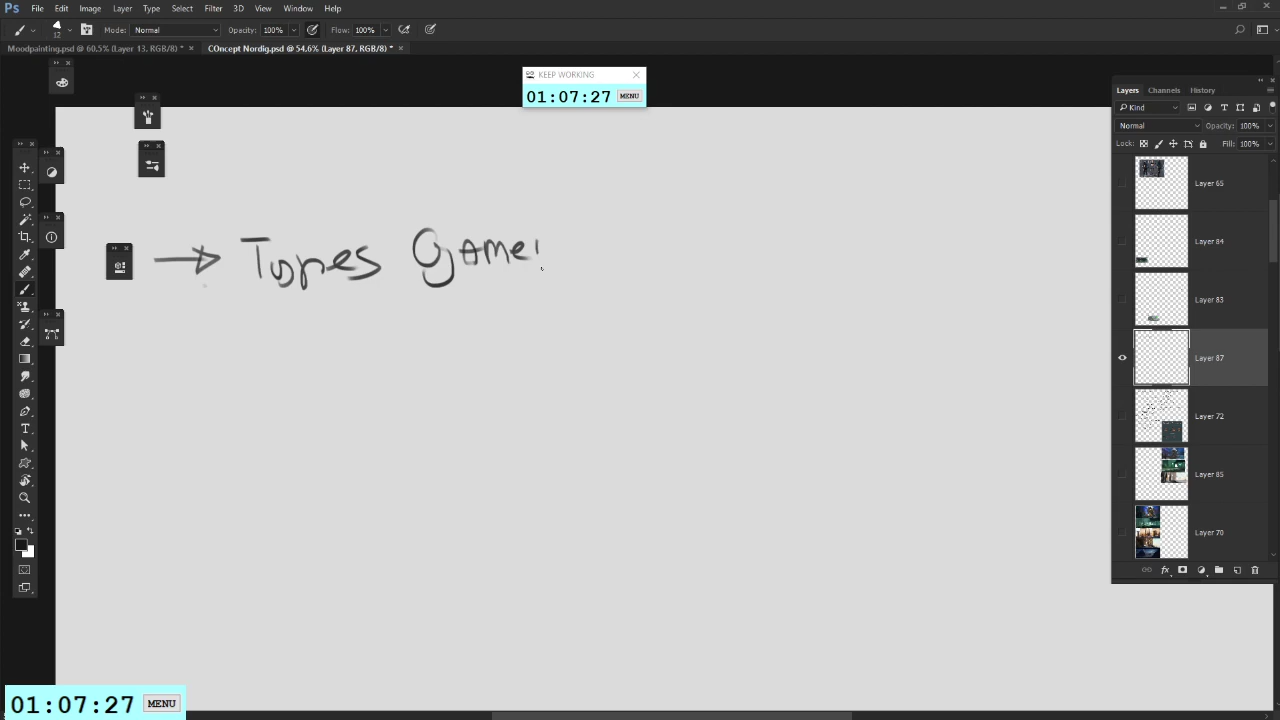 Ps File Edit Image Layer Type Select Filter 3D View Window Help
12 Mode: Normal Opacity: 100% Flow: 100%
Moodpainting.psd @ 60,5% (Layer 13, RGB/8) * × COncept Nordig.psd @ 54,6% (Layer 87, RGB/8) * ×
KEEP WORKING
01:07:27 MENU
Types Game
Layers Channels History
Kind
Normal Opacity: 100%
Lock: Fill: 100%
Layer 65
Layer 84
Layer 83
Layer 87
Layer 72
Layer 85
Layer 70
01:07:27 MENU